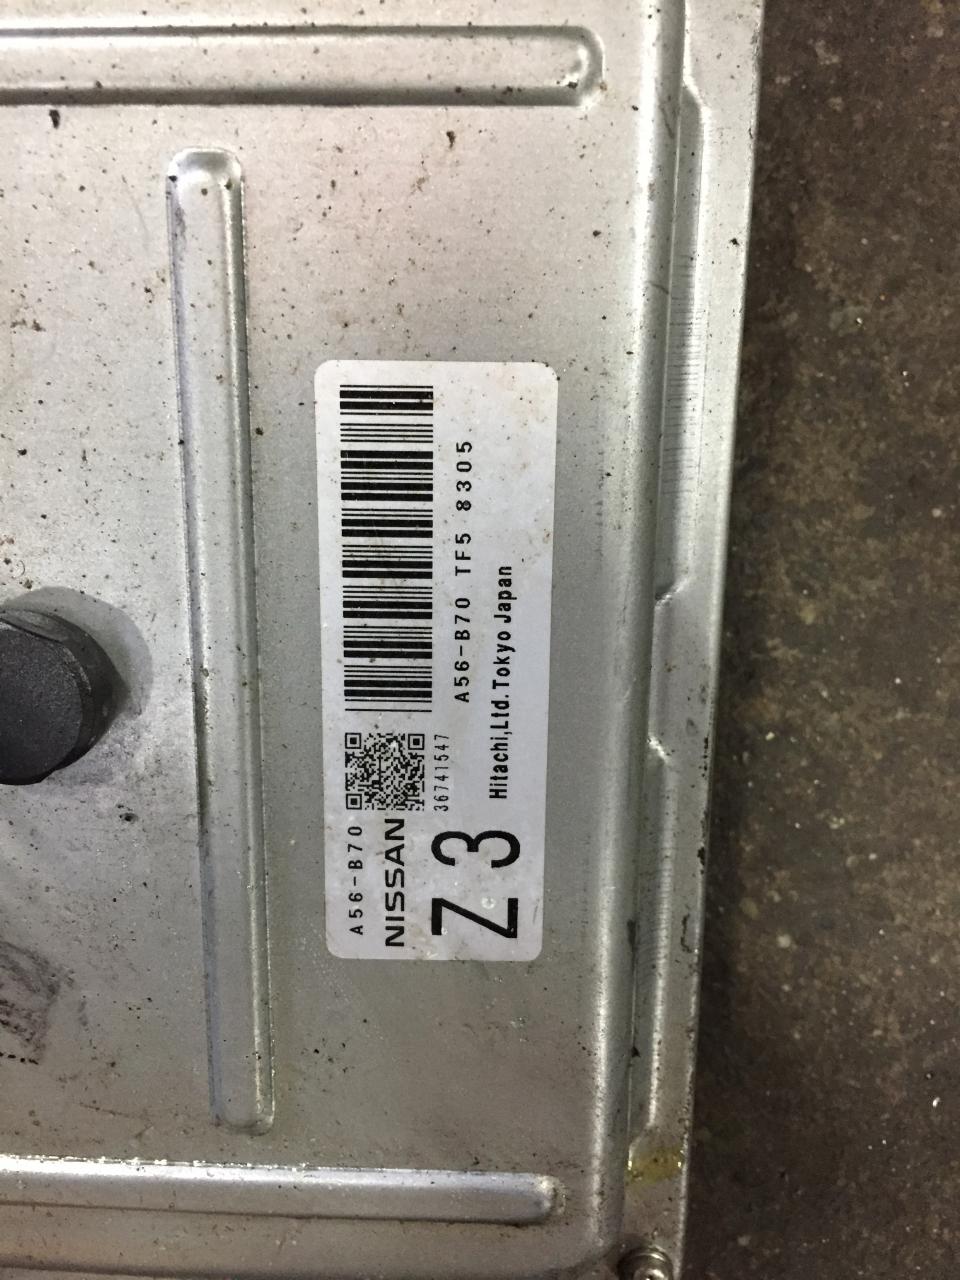 A56-B70
NISSAN
Z3
36741547
A56-B70 TF5 8305
Hitachi,Ltd.Tokyo Japan